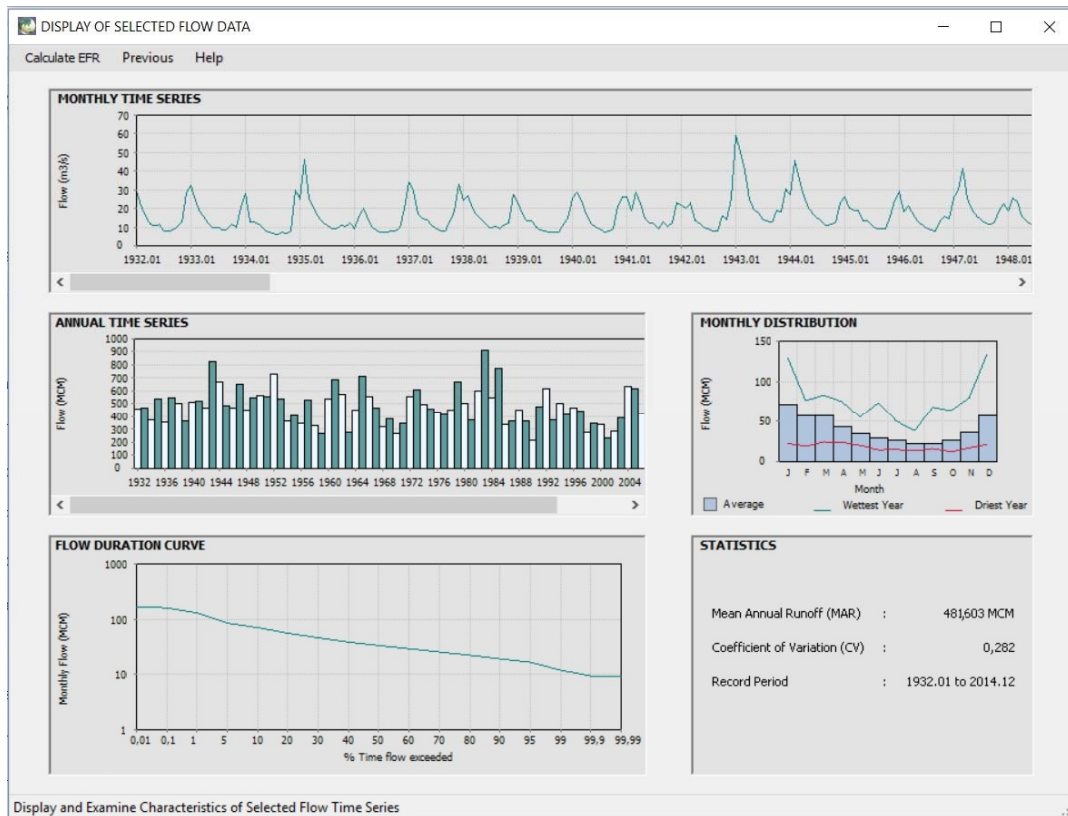 DISPLAY OF SELECTED FLOW DATA
Calculate EFR Previous Help
MONTHLY TIME SERIES
70
60
50
40
30
20
10
0
Flow (m3/s)
1932.01 1933.01 1934.01 1935.01 1936.01 1937.01 1938.01 1939.01 1940.01 1941.01 1942.01 1943.01 1944.01 1945.01 1946.01 1947.01 1948.01
ANNUAL TIME SERIES
1000
900
800
700
600
500
400
300
200
100
0
Flow (MCM)
1932 1936 1940 1944 1948 1952 1956 1960 1964 1968 1972 1976 1980 1984 1988 1992 1996 2000 2004
MONTHLY DISTRIBUTION
150
100
50
0
Flow (MCM)
J F M A M J J A S O N D
Month
Average Wettest Year Driest Year
FLOW DURATION CURVE
1000
100
10
1
Monthly Flow (MCM)
0,01 0,1 1 5 10 20 30 40 50 60 70 80 90 95 99 99,9 99,99
% Time flow exceeded
STATISTICS
Mean Annual Runoff (MAR) : 481,603 MCM
Coefficient of Variation (CV) : 0,282
Record Period : 1932.01 to 2014.12
Display and Examine Characteristics of Selected Flow Time Series